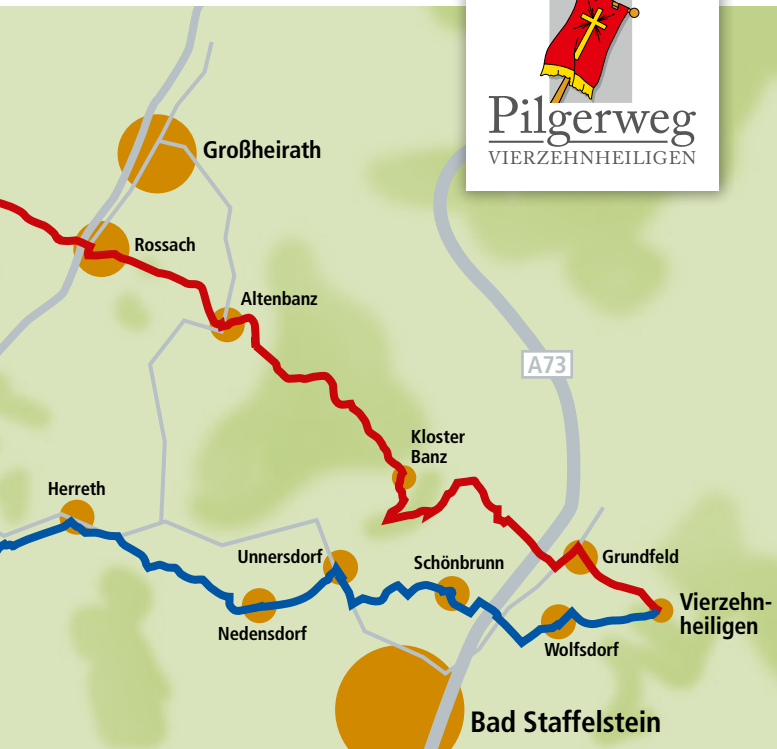 Pilgerweg
VIERZEHNHEILIGEN
Großheirath
Rossach
Altenbanz
A73
Kloster
Banz
Herreth
Unnersdorf
Schönbrunn
Grundfeld
Nedensdorf
Vierzehn-
heiligen
Wolfsdorf
Bad Staffelstein